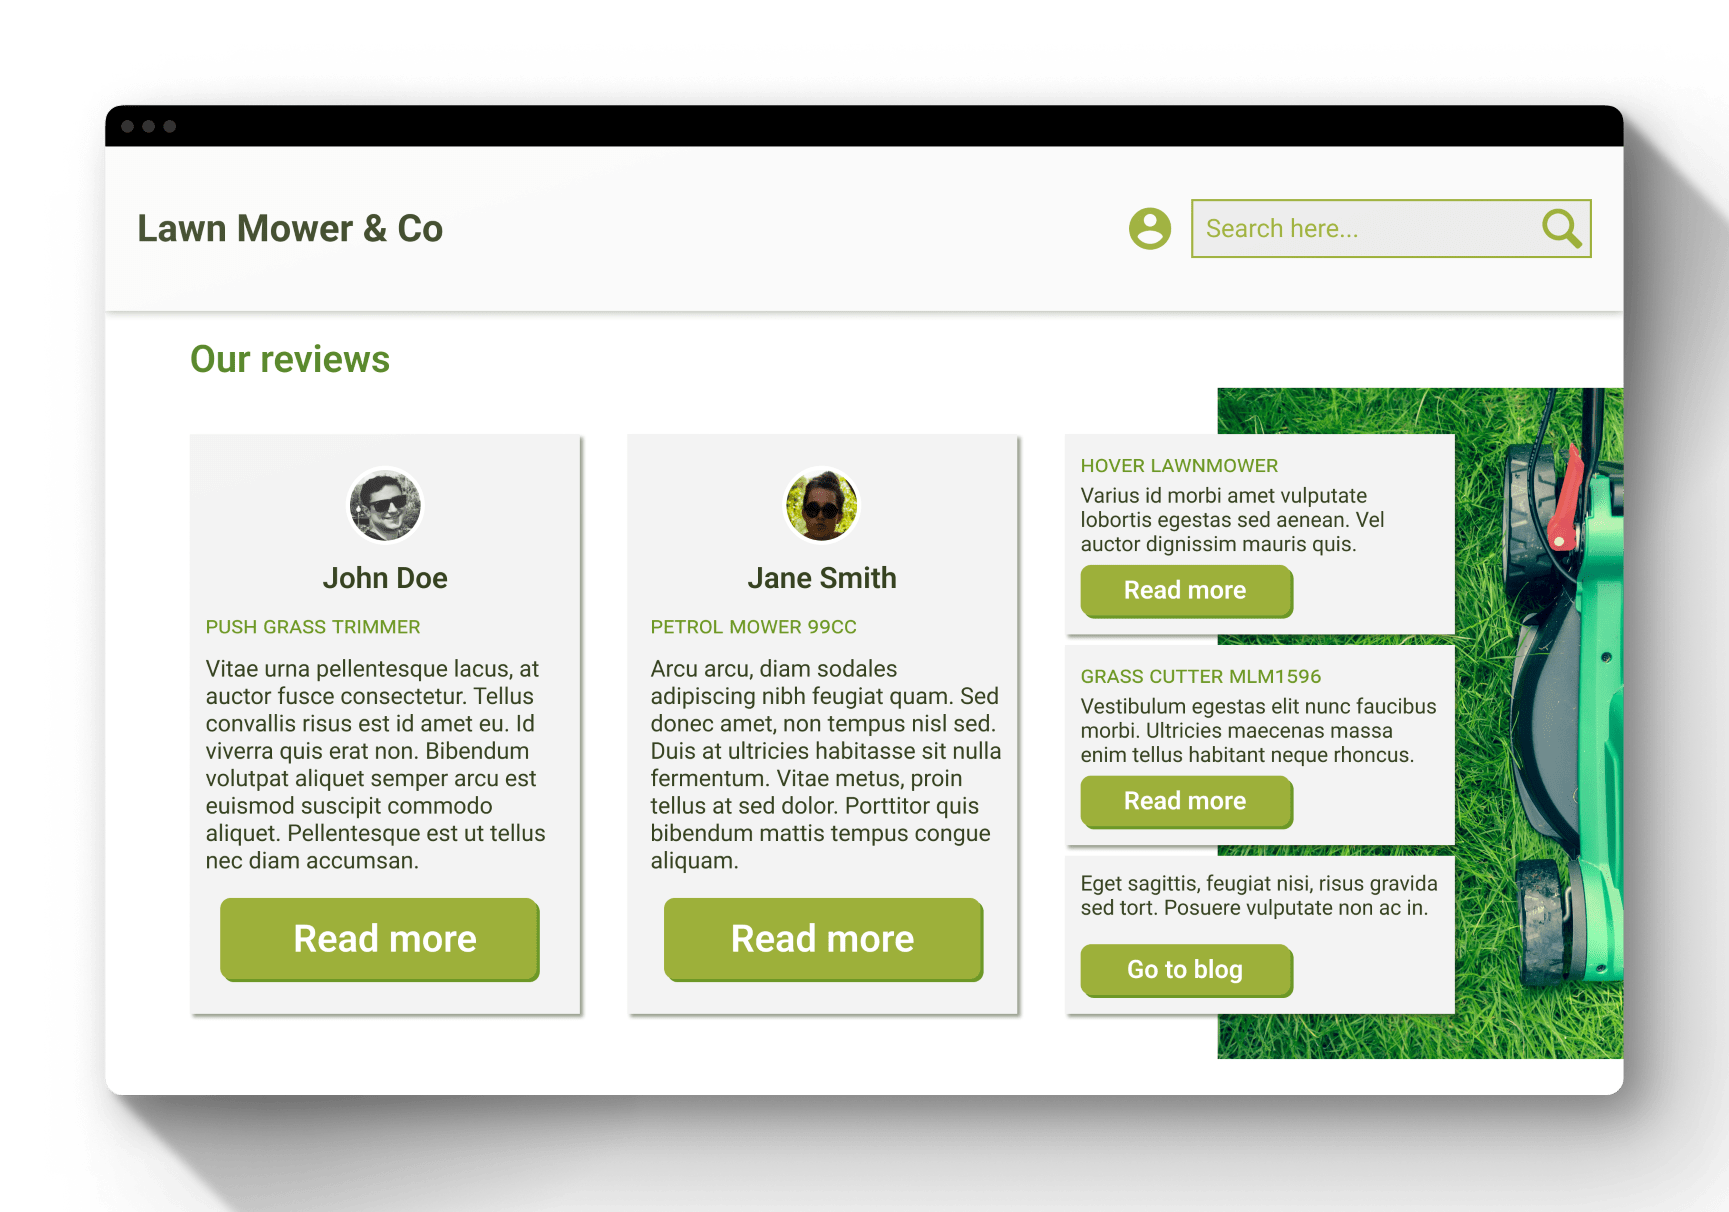 Lawn Mower & Co
Search here...
Our reviews
John Doe
PUSH GRASS TRIMMER
Vitae urna pellentesque lacus, at
auctor fusce consectetur. Tellus
convallis risus est id amet eu. Id
viverra quis erat non. Bibendum
volutpat aliquet semper arcu est
euismod suscipit commodo
aliquet. Pellentesque est ut tellus
nec diam accumsan.
Read more
Jane Smith
PETROL MOWER 99CC
Arcu arcu, diam sodales
adipiscing nibh feugiat quam. Sed
donec amet, non tempus nisl sed.
Duis at ultricies habitasse sit nulla
fermentum. Vitae metus, proin
tellus at sed dolor. Porttitor quis
bibendum mattis tempus congue
aliquam.
Read more
HOVER LAWNMOWER
Varius id morbi amet vulputate
lobortis egestas sed aenean. Vel
auctor dignissim mauris quis.
Read more
GRASS CUTTER MLM1596
Vestibulum egestas elit nunc faucibus
morbi. Ultricies maecenas massa
enim tellus habitant neque rhoncus.
Read more
Eget sagittis, feugiat nisi, risus gravida
sed tort. Posuere vulputate non ac in.
Go to blog